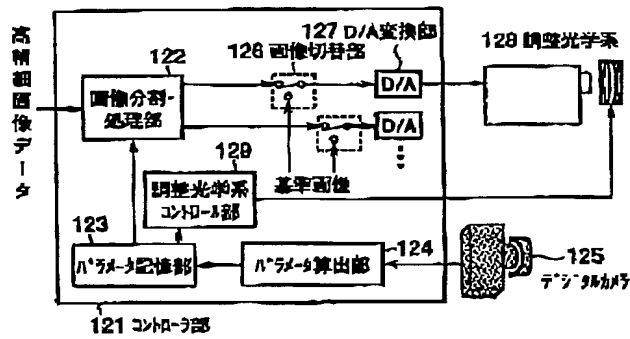 高精細画像データ
122
画像分割・
処理部
126 画像切替部
127 D/A変換部
D/A
D/A
基準画像
128 調整光学系
129
調整光学系
コントロール部
123
パラメータ記憶部
124
パラメータ算出部
125
デジタルカメラ
121 コントローラ部